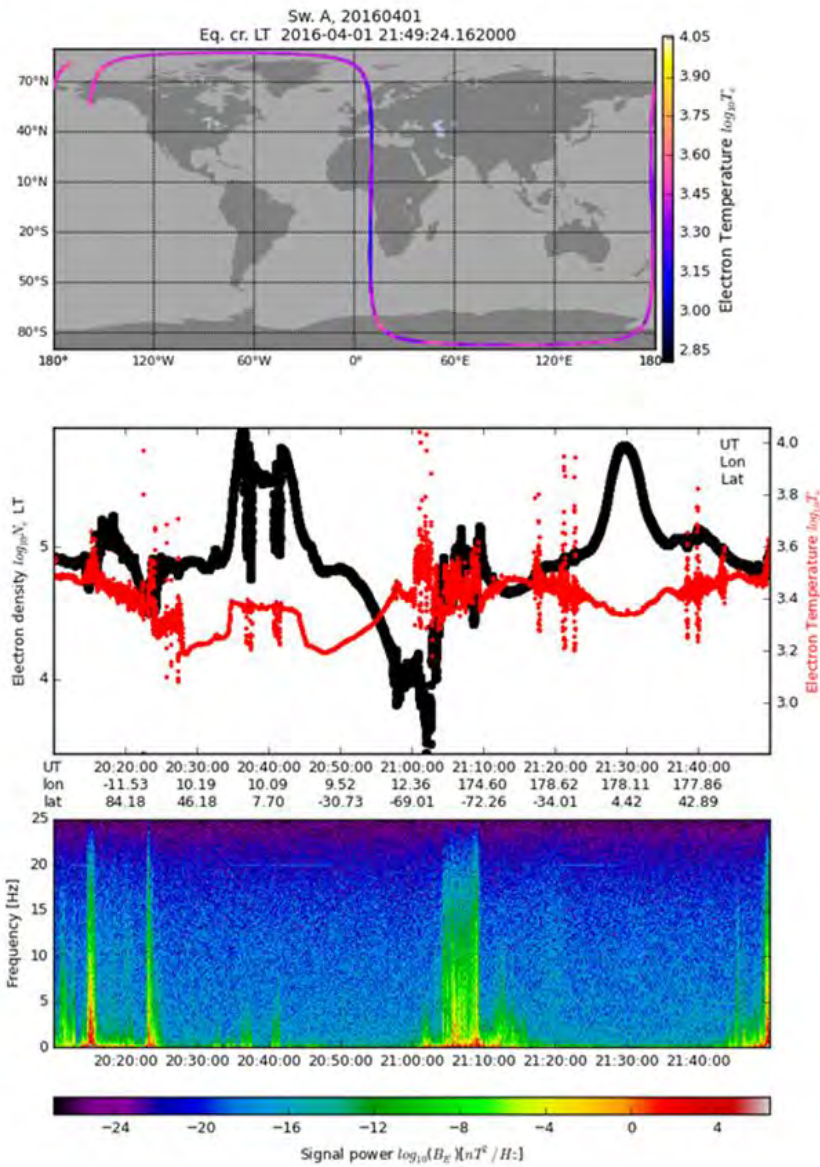 Sw. A, 20160401
Eq. cr. LT 2016-04-01 21:49:24.162000
70°N
40°N
10°N
20°S
50°S
80°S
180° 120°W 60°W 0° 60°E 120°E 180
4.05
3.90
3.75
3.60
3.45
3.30
3.15
3.00
2.85
Electron Temperature log₁₀Tₑ
Electron density log₁₀Nₑ LT
5
4
UT
Lon
Lat
4.0
3.8
3.6
3.4
3.2
3.0
Electron Temperature log₁₀Tₑ
UT 20:20:00 20:30:00 20:40:00 20:50:00 21:00:00 21:10:00 21:20:00 21:30:00 21:40:00
lon -11.53 10.19 10.09 9.52 12.36 174.60 178.62 178.11 177.86
lat 84.18 46.18 7.70 -30.73 -69.01 -72.26 -34.01 4.42 42.89
Frequency [Hz]
25
20
15
10
5
0
20:20:00 20:30:00 20:40:00 20:50:00 21:00:00 21:10:00 21:20:00 21:30:00 21:40:00
−24 −20 −16 −12 −8 −4 0 4
Signal power log₁₀(B_E)[nT²/Hz]